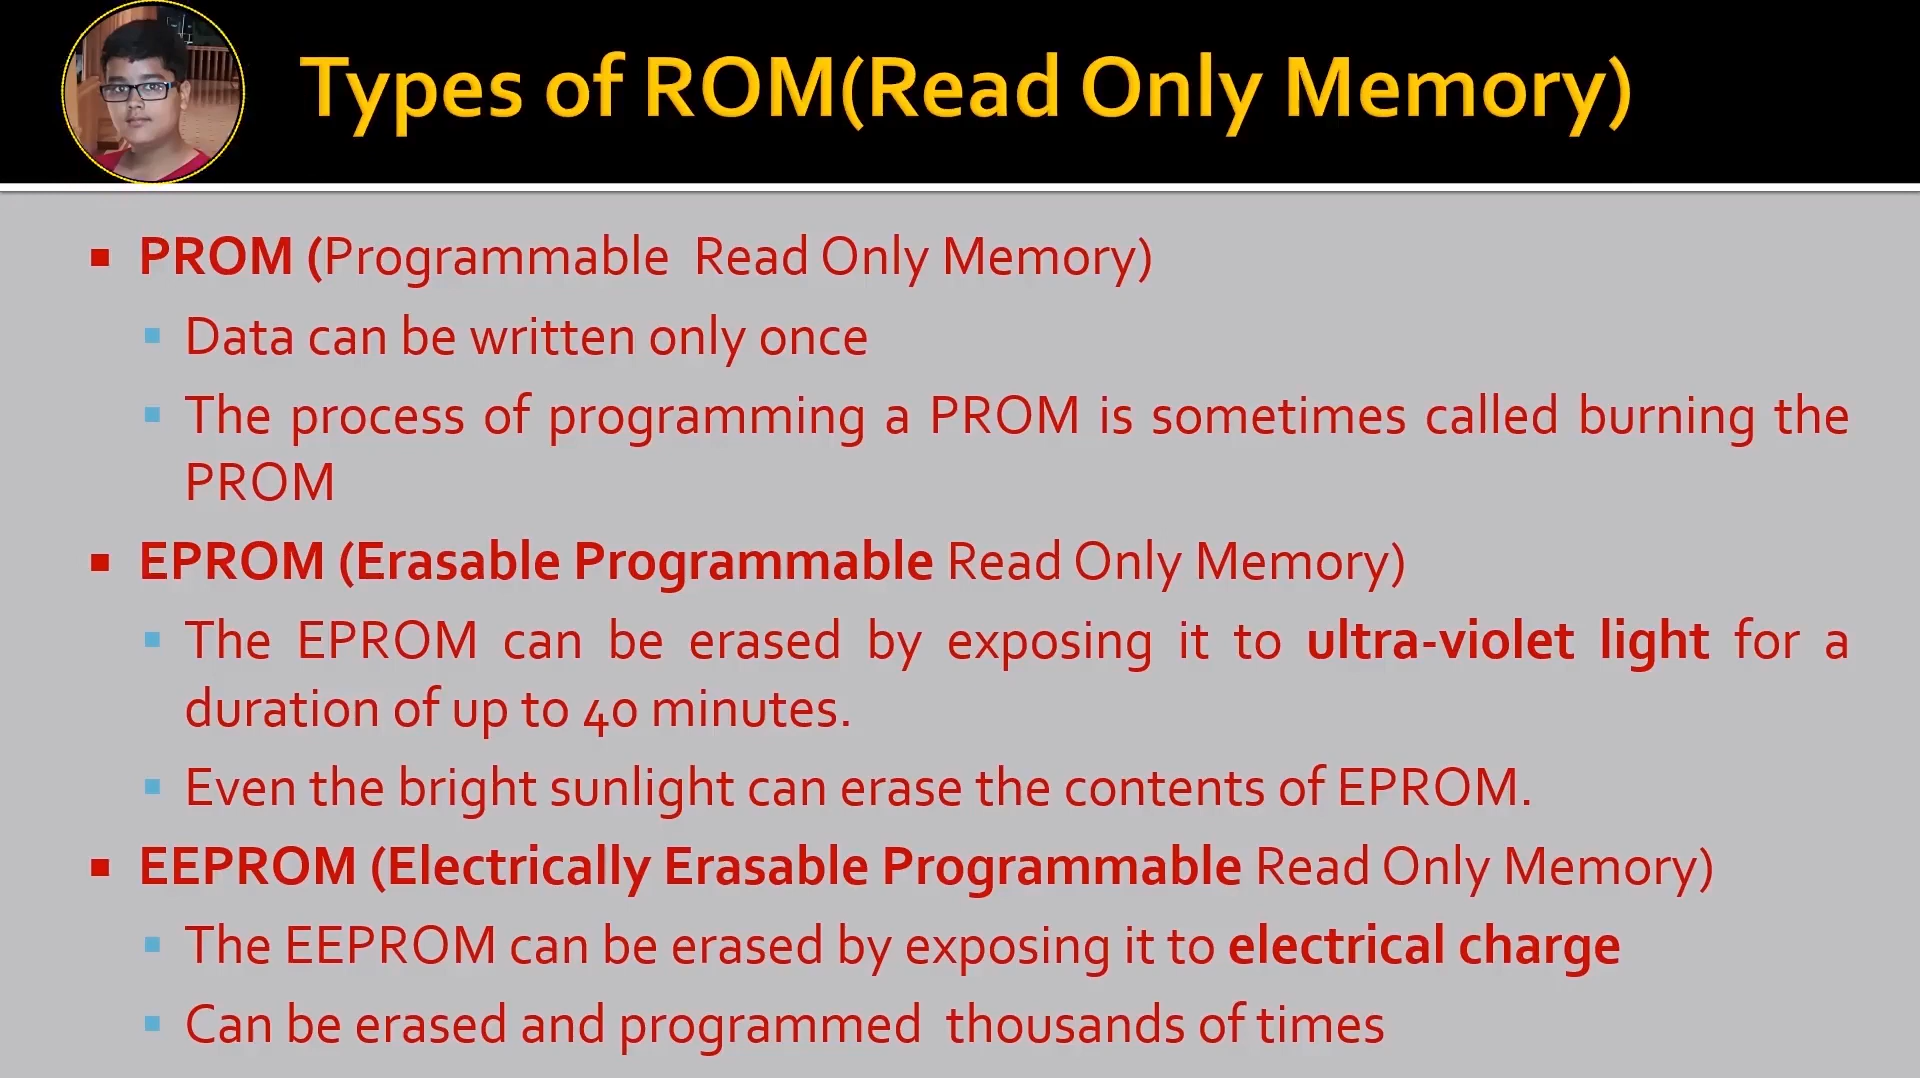 Types of ROM(Read Only Memory)
PROM (Programmable Read Only Memory)
Data can be written only once
The process of programming a PROM is sometimes called burning the
PROM
EPROM (Erasable Programmable Read Only Memory)
The EPROM can be erased by exposing it to ultra-violet light for a
duration of up to 40 minutes.
Even the bright sunlight can erase the contents of EPROM.
EEPROM (Electrically Erasable Programmable Read Only Memory)
The EEPROM can be erased by exposing it to electrical charge
Can be erased and programmed thousands of times